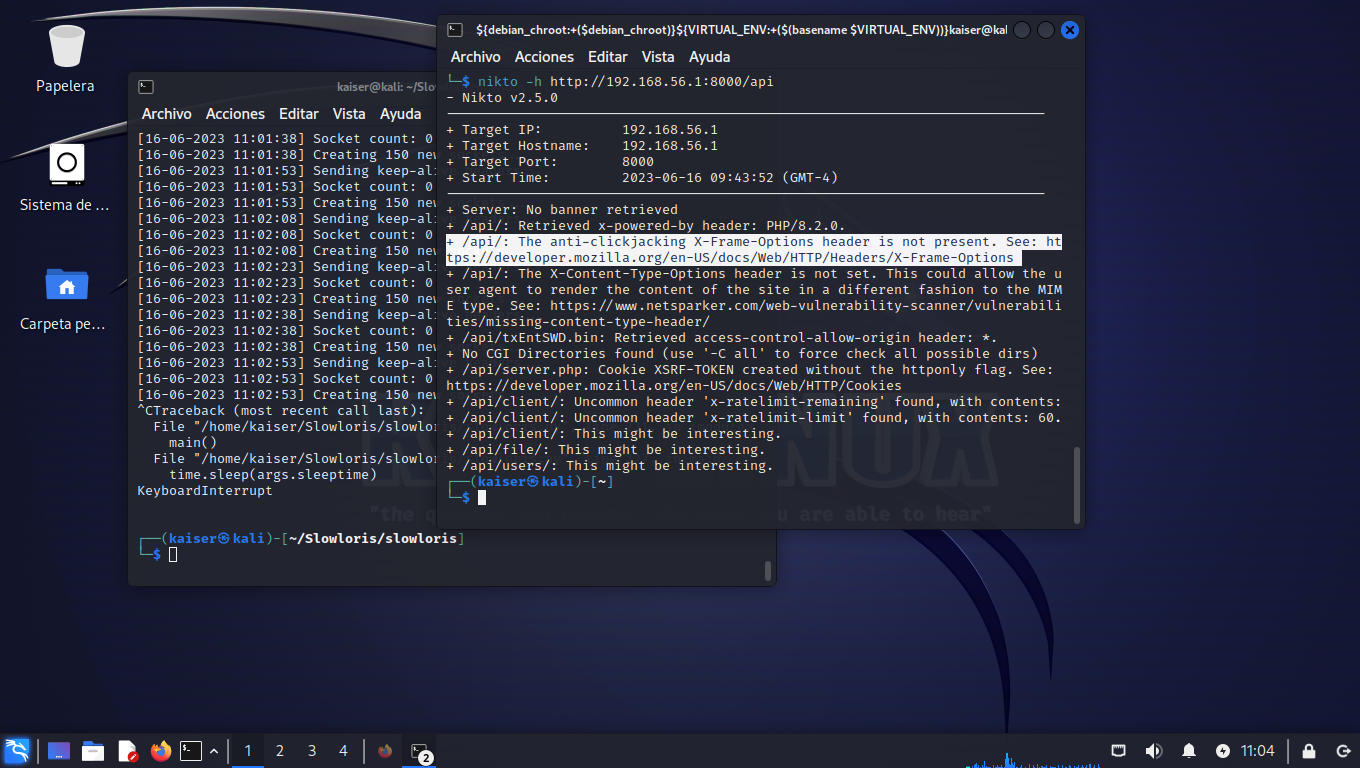 Papelera
Sistema de ...
Carpeta pe...
kaiser@kali: ~/Slo
Archivo Acciones Editar Vista Ayuda
[16-06-2023 11:01:38] Socket count: 0
[16-06-2023 11:01:38] Creating 150 new
[16-06-2023 11:01:53] Sending keep-ali
[16-06-2023 11:01:53] Socket count: 0
[16-06-2023 11:01:53] Creating 150 new
[16-06-2023 11:02:08] Sending keep-ali
[16-06-2023 11:02:08] Socket count: 0
[16-06-2023 11:02:08] Creating 150 new
[16-06-2023 11:02:23] Sending keep-ali
[16-06-2023 11:02:23] Socket count: 0
[16-06-2023 11:02:23] Creating 150 new
[16-06-2023 11:02:38] Sending keep-ali
[16-06-2023 11:02:38] Socket count: 0
[16-06-2023 11:02:38] Creating 150 new
[16-06-2023 11:02:53] Sending keep-ali
[16-06-2023 11:02:53] Socket count: 0
[16-06-2023 11:02:53] Creating 150 new
^CTraceback (most recent call last):
File "/home/kaiser/Slowloris/slowlori
main()
File "/home/kaiser/Slowloris/slowlori
time.sleep(args.sleeptime)
KeyboardInterrupt
┌──(kaiser㉿kali)-[~/Slowloris/slowloris]
└─$
${debian_chroot:+($debian_chroot)}${VIRTUAL_ENV:+($(basename $VIRTUAL_ENV))}kaiser@kal
Archivo Acciones Editar Vista Ayuda
└─$ nikto -h http://192.168.56.1:8000/api
- Nikto v2.5.0
+ Target IP: 192.168.56.1
+ Target Hostname: 192.168.56.1
+ Target Port: 8000
+ Start Time: 2023-06-16 09:43:52 (GMT-4)
+ Server: No banner retrieved
+ /api/: Retrieved x-powered-by header: PHP/8.2.0.
+ /api/: The anti-clickjacking X-Frame-Options header is not present. See: ht
tps://developer.mozilla.org/en-US/docs/Web/HTTP/Headers/X-Frame-Options
+ /api/: The X-Content-Type-Options header is not set. This could allow the u
ser agent to render the content of the site in a different fashion to the MIM
E type. See: https://www.netsparker.com/web-vulnerability-scanner/vulnerabili
ties/missing-content-type-header/
+ /api/txEntSWD.bin: Retrieved access-control-allow-origin header: *.
+ No CGI Directories found (use '-C all' to force check all possible dirs)
+ /api/server.php: Cookie XSRF-TOKEN created without the httponly flag. See:
https://developer.mozilla.org/en-US/docs/Web/HTTP/Cookies
+ /api/client/: Uncommon header 'x-ratelimit-remaining' found, with contents:
+ /api/client/: Uncommon header 'x-ratelimit-limit' found, with contents: 60.
+ /api/client/: This might be interesting.
+ /api/file/: This might be interesting.
+ /api/users/: This might be interesting.
┌──(kaiser㉿kali)-[~]
└─$
1 2 3 4
2
11:04